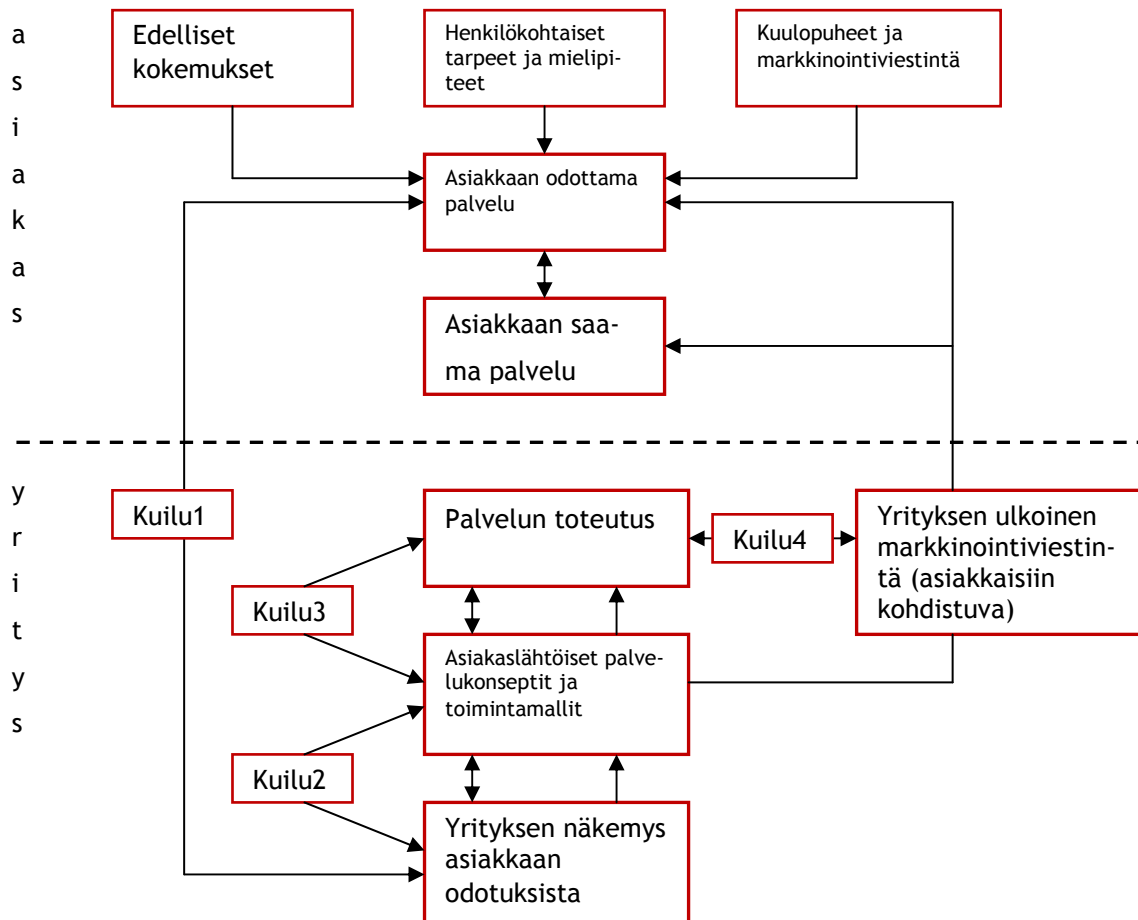 a
s
i
a
k
a
s
Edelliset
kokemukset
Henkilökohtaiset
tarpeet ja mielipi-
teet
Kuulopuheet ja
markkinointiviestintä
Asiakkaan odottama
palvelu
Asiakkaan saa-
ma palvelu
y
r
i
t
y
s
Kuilu1
Palvelun toteutus
Kuilu4
Yrityksen ulkoinen
markkinointiviestin-
tä (asiakkaisiin
kohdistuva)
Kuilu3
Asiakaslähtöiset palve-
lukonseptit ja
toimintamallit
Kuilu2
Yrityksen näkemys
asiakkaan
odotuksista